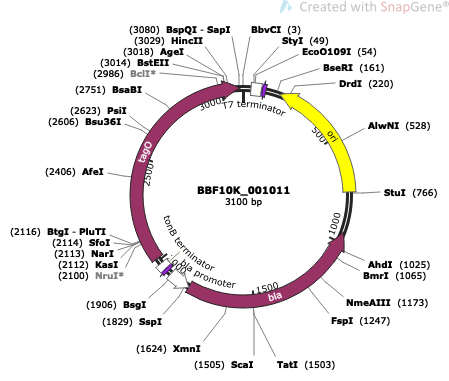 Created with SnapGene®
(3080) BspQI - SapI
(3029) HincII
(3018) AgeI
(3014) BstEII
(2986) BclI*
(2751) BsaBI
(2623) PsiI
(2606) Bsu36I
(2406) AfeI
(2116) BtgI - PluTI
(2114) SfoI
(2113) NarI
(2112) KasI
(2100) NruI*
(1906) BsgI
(1829) SspI
(1624) XmnI
(1505) ScaI
TatI (1503)
FspI (1247)
NmeAIII (1173)
BmrI (1065)
AhdI (1025)
StuI (766)
AlwNI (528)
DrdI (220)
BseRI (161)
EcoO109I (54)
StyI (49)
BbvCI (3)
T7 terminator
ori
bla
bla promoter
tonB terminator
tagO
500
1000
1500
2500
3000
BBF10K_001011
3100 bp